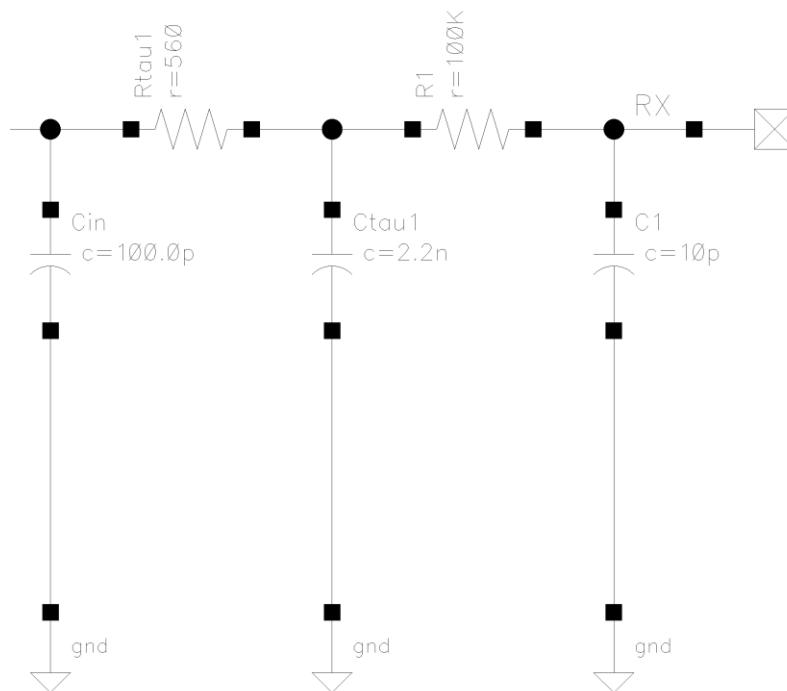 Rtau1
r=560
R1
r=100K
RX
Cin
c=100.0p
Ctau1
c=2.2n
C1
c=10p
gnd
gnd
gnd